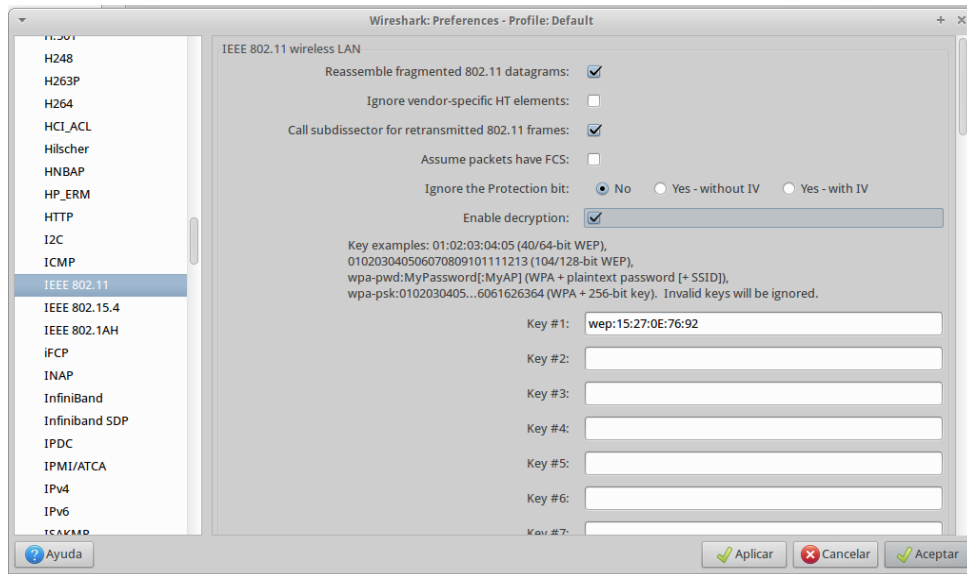 Wireshark: Preferences - Profile: Default
H.501
H248
H263P
H264
HCI_ACL
Hilscher
HNBAP
HP_ERM
HTTP
I2C
ICMP
IEEE 802.11
IEEE 802.15.4
IEEE 802.1AH
iFCP
INAP
InfiniBand
Infiniband SDP
IPDC
IPMI/ATCA
IPv4
IPv6
ISAKMP
IEEE 802.11 wireless LAN
Reassemble fragmented 802.11 datagrams:
Ignore vendor-specific HT elements:
Call subdissector for retransmitted 802.11 frames:
Assume packets have FCS:
Ignore the Protection bit: No Yes - without IV Yes - with IV
Enable decryption:
Key examples: 01:02:03:04:05 (40/64-bit WEP),
01020304050607080910111213 (104/128-bit WEP),
wpa-pwd:MyPassword[:MyAP] (WPA + plaintext password [+ SSID]),
wpa-psk:0102030405...6061626364 (WPA + 256-bit key). Invalid keys will be ignored.
Key #1: wep:15:27:0E:76:92
Key #2:
Key #3:
Key #4:
Key #5:
Key #6:
Key #7:
Ayuda Aplicar Cancelar Aceptar